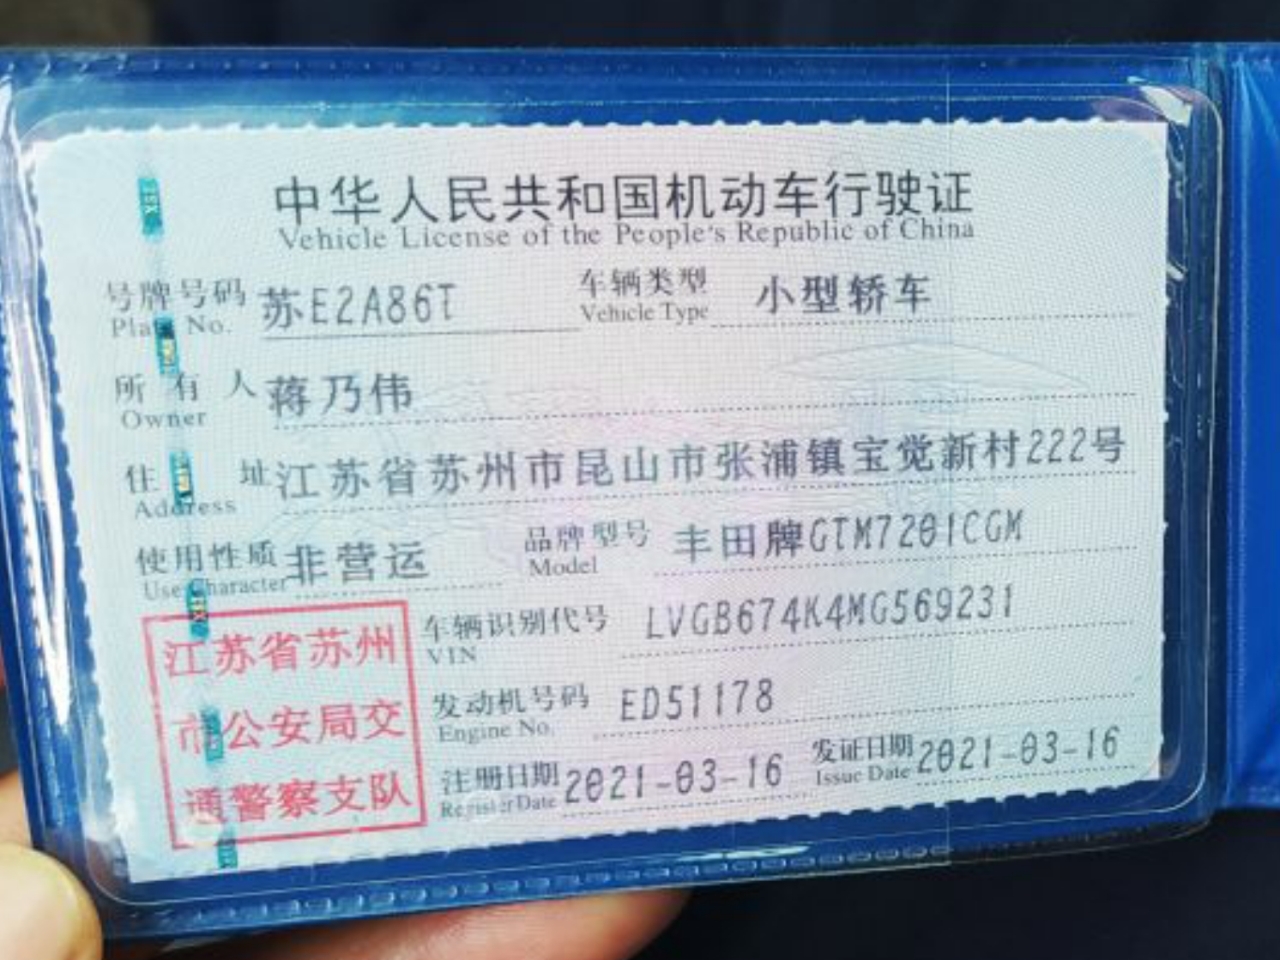 中华人民共和国机动车行驶证
Vehicle License of the People's Republic of China
号牌号码 苏E2A86T 车辆类型 小型轿车
Plate No. Vehicle Type
所有人 蒋乃伟
Owner
住址 江苏省苏州市昆山市张浦镇宝觉新村222号
Address
使用性质 非营运 品牌型号 丰田牌GTM7201CGM
Use Character Model
江苏省苏州
市公安局交
通警察支队
车辆识别代号 LVGB674K4MG569231
VIN
发动机号码 ED51178
Engine No.
注册日期 2021-03-16 发证日期 2021-03-16
Register Date Issue Date